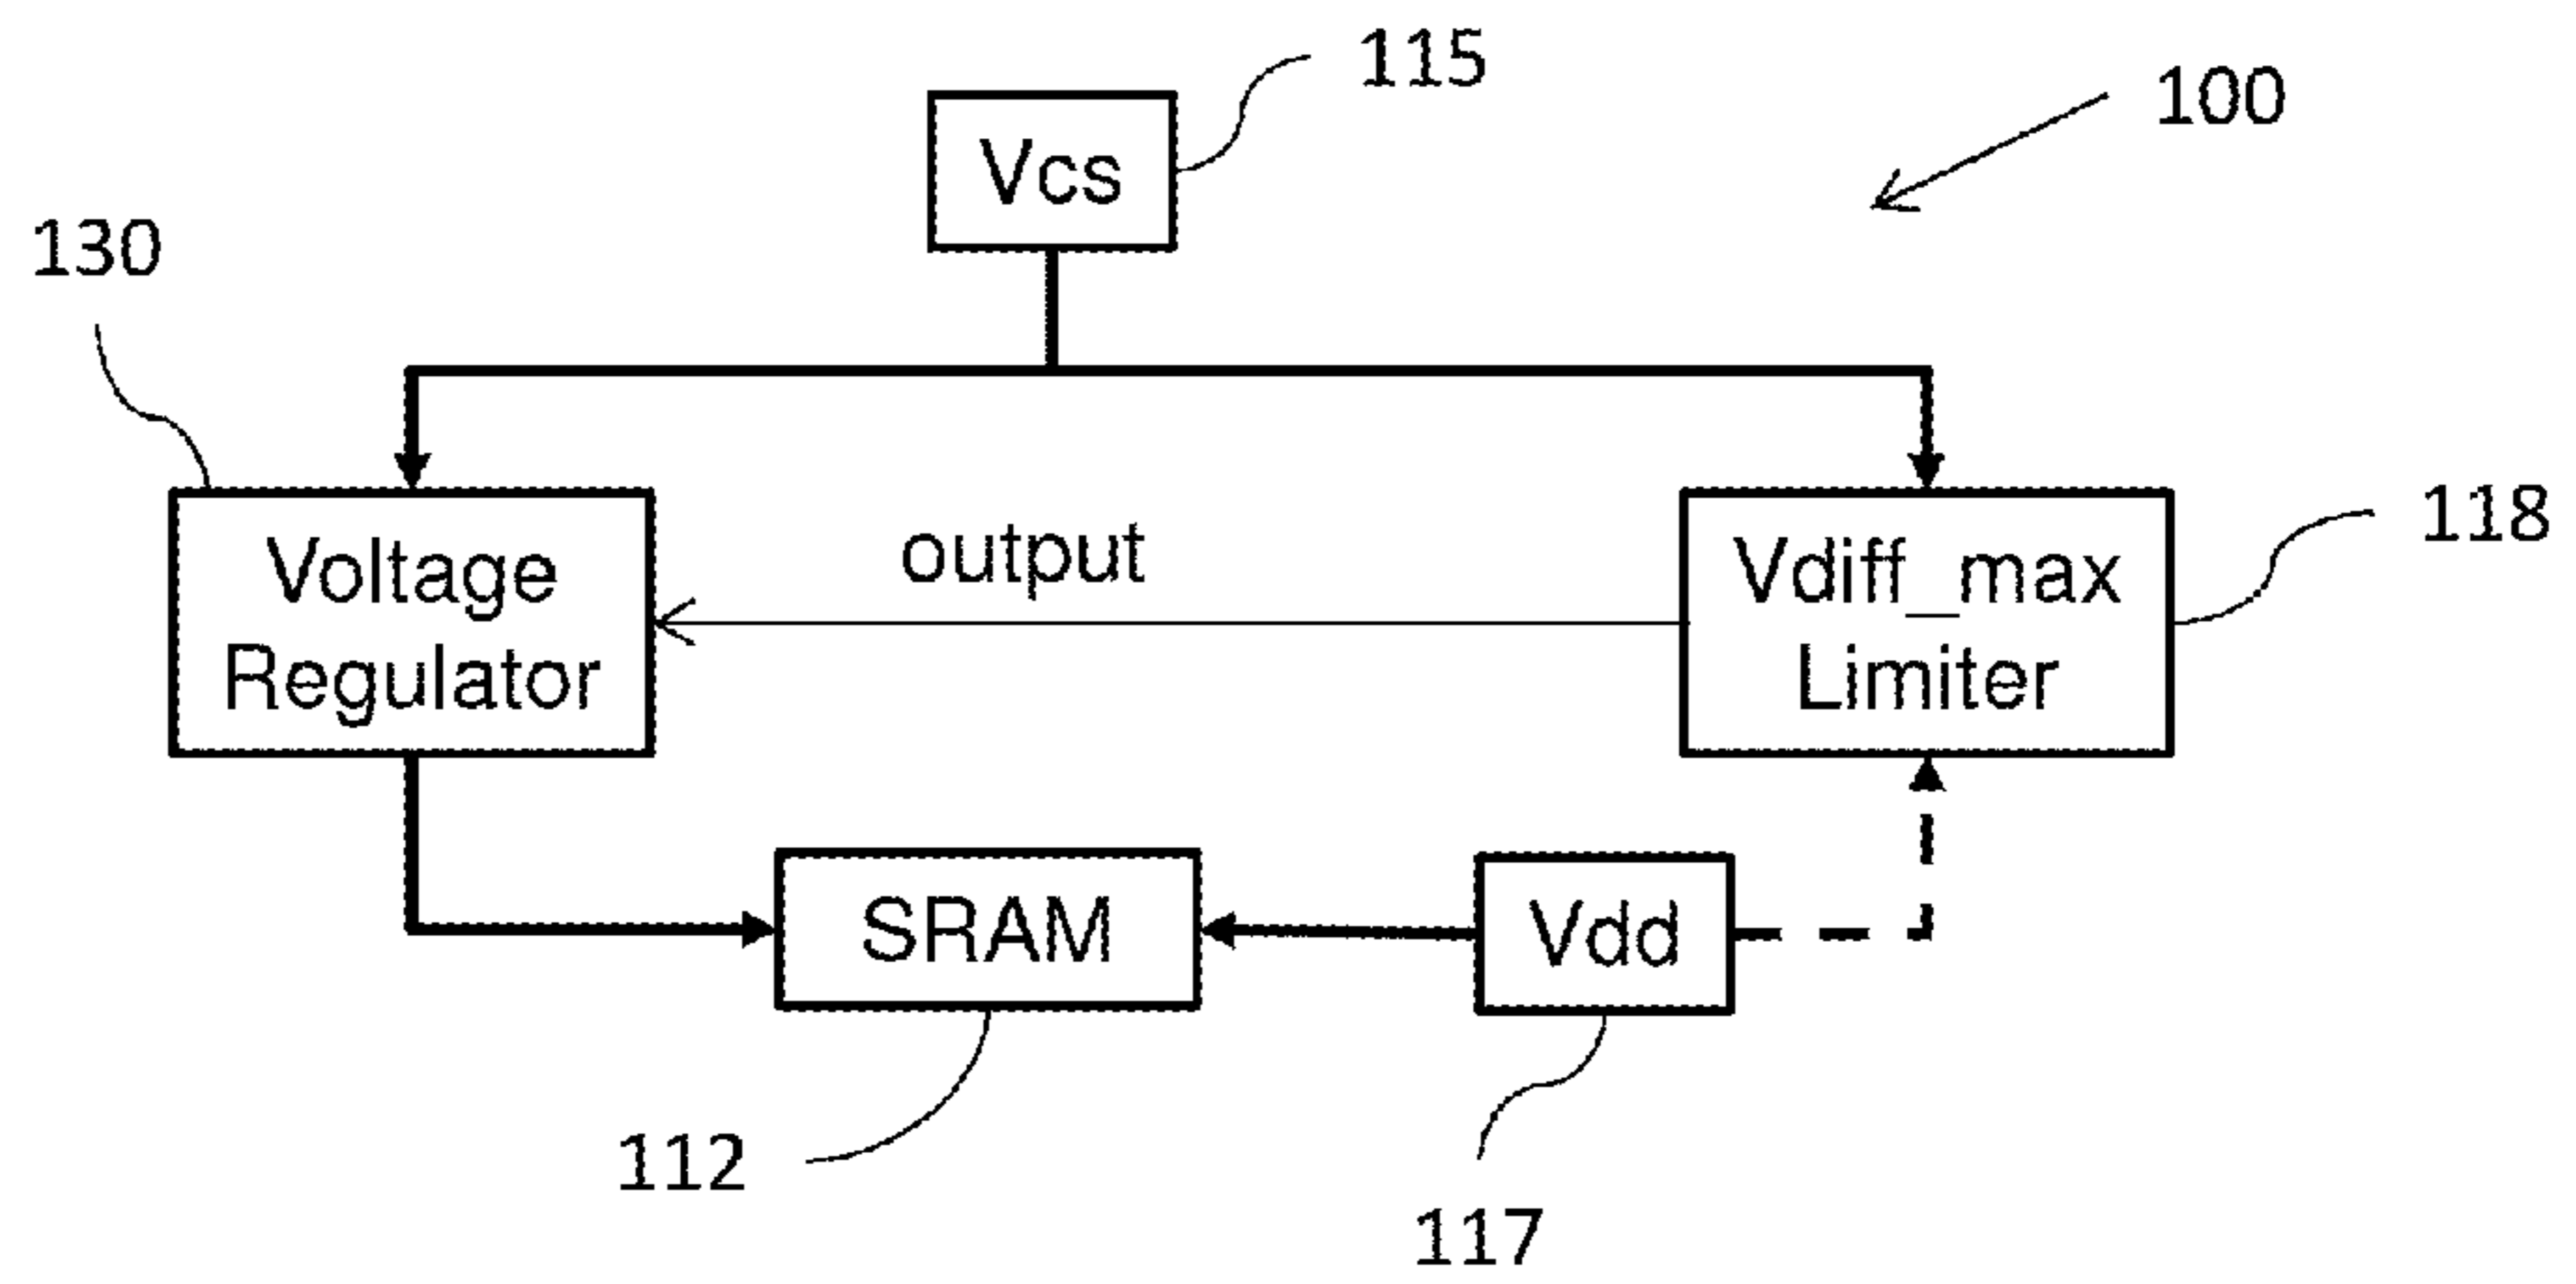 115
100
Vcs
130
118
output
Voltage
Regulator
Vdiff_max
Limiter
SRAM
Vdd
112
117